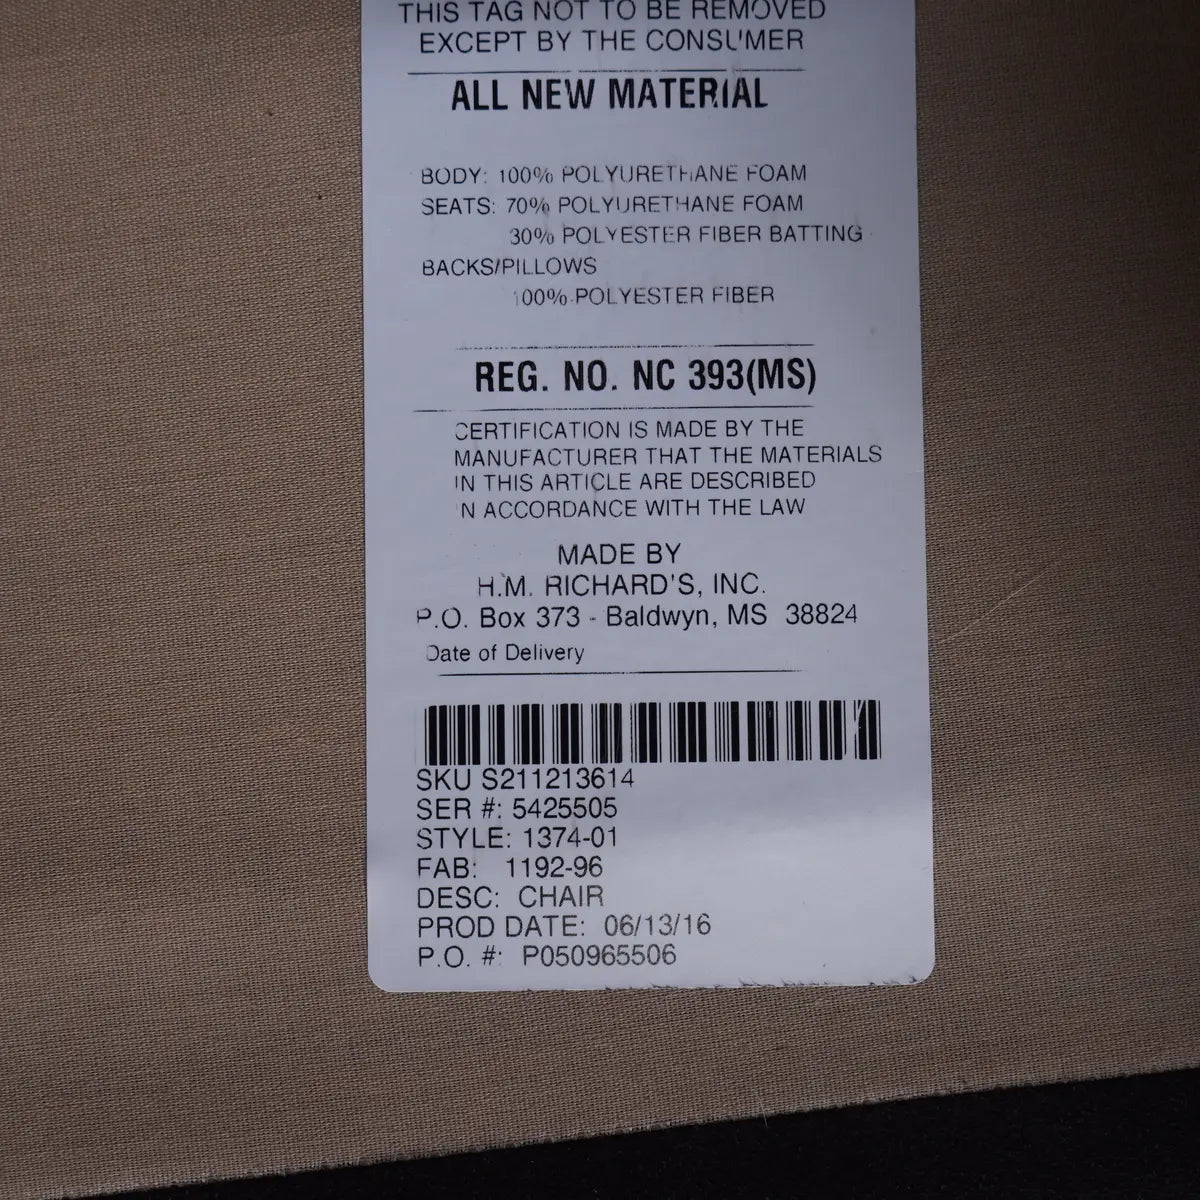 THIS TAG NOT TO BE REMOVED
EXCEPT BY THE CONSUMER
ALL NEW MATERIAL
BODY: 100% POLYURETHANE FOAM
SEATS: 70% POLYURETHANE FOAM
30% POLYESTER FIBER BATTING
BACKS/PILLOWS
100% POLYESTER FIBER
REG. NO. NC 393(MS)
CERTIFICATION IS MADE BY THE
MANUFACTURER THAT THE MATERIALS
IN THIS ARTICLE ARE DESCRIBED
IN ACCORDANCE WITH THE LAW
MADE BY
H.M. RICHARD'S, INC.
P.O. Box 373 - Baldwyn, MS 38824
Date of Delivery
SKU S211213614
SER #: 5425505
STYLE: 1374-01
FAB: 1192-96
DESC: CHAIR
PROD DATE: 06/13/16
P.O. #: P050965506